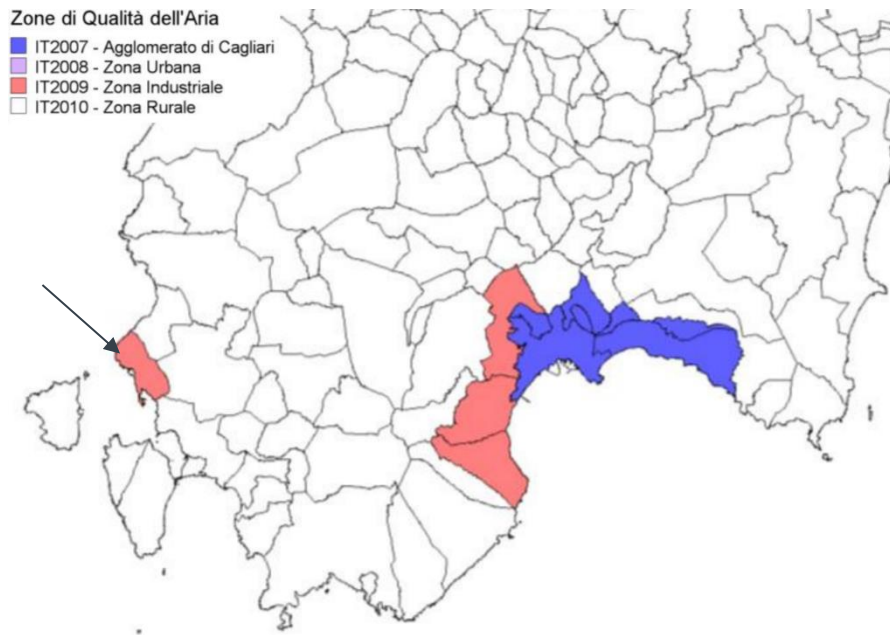 Zone di Qualità dell'Aria
IT2007 - Agglomerato di Cagliari
IT2008 - Zona Urbana
IT2009 - Zona Industriale
IT2010 - Zona Rurale